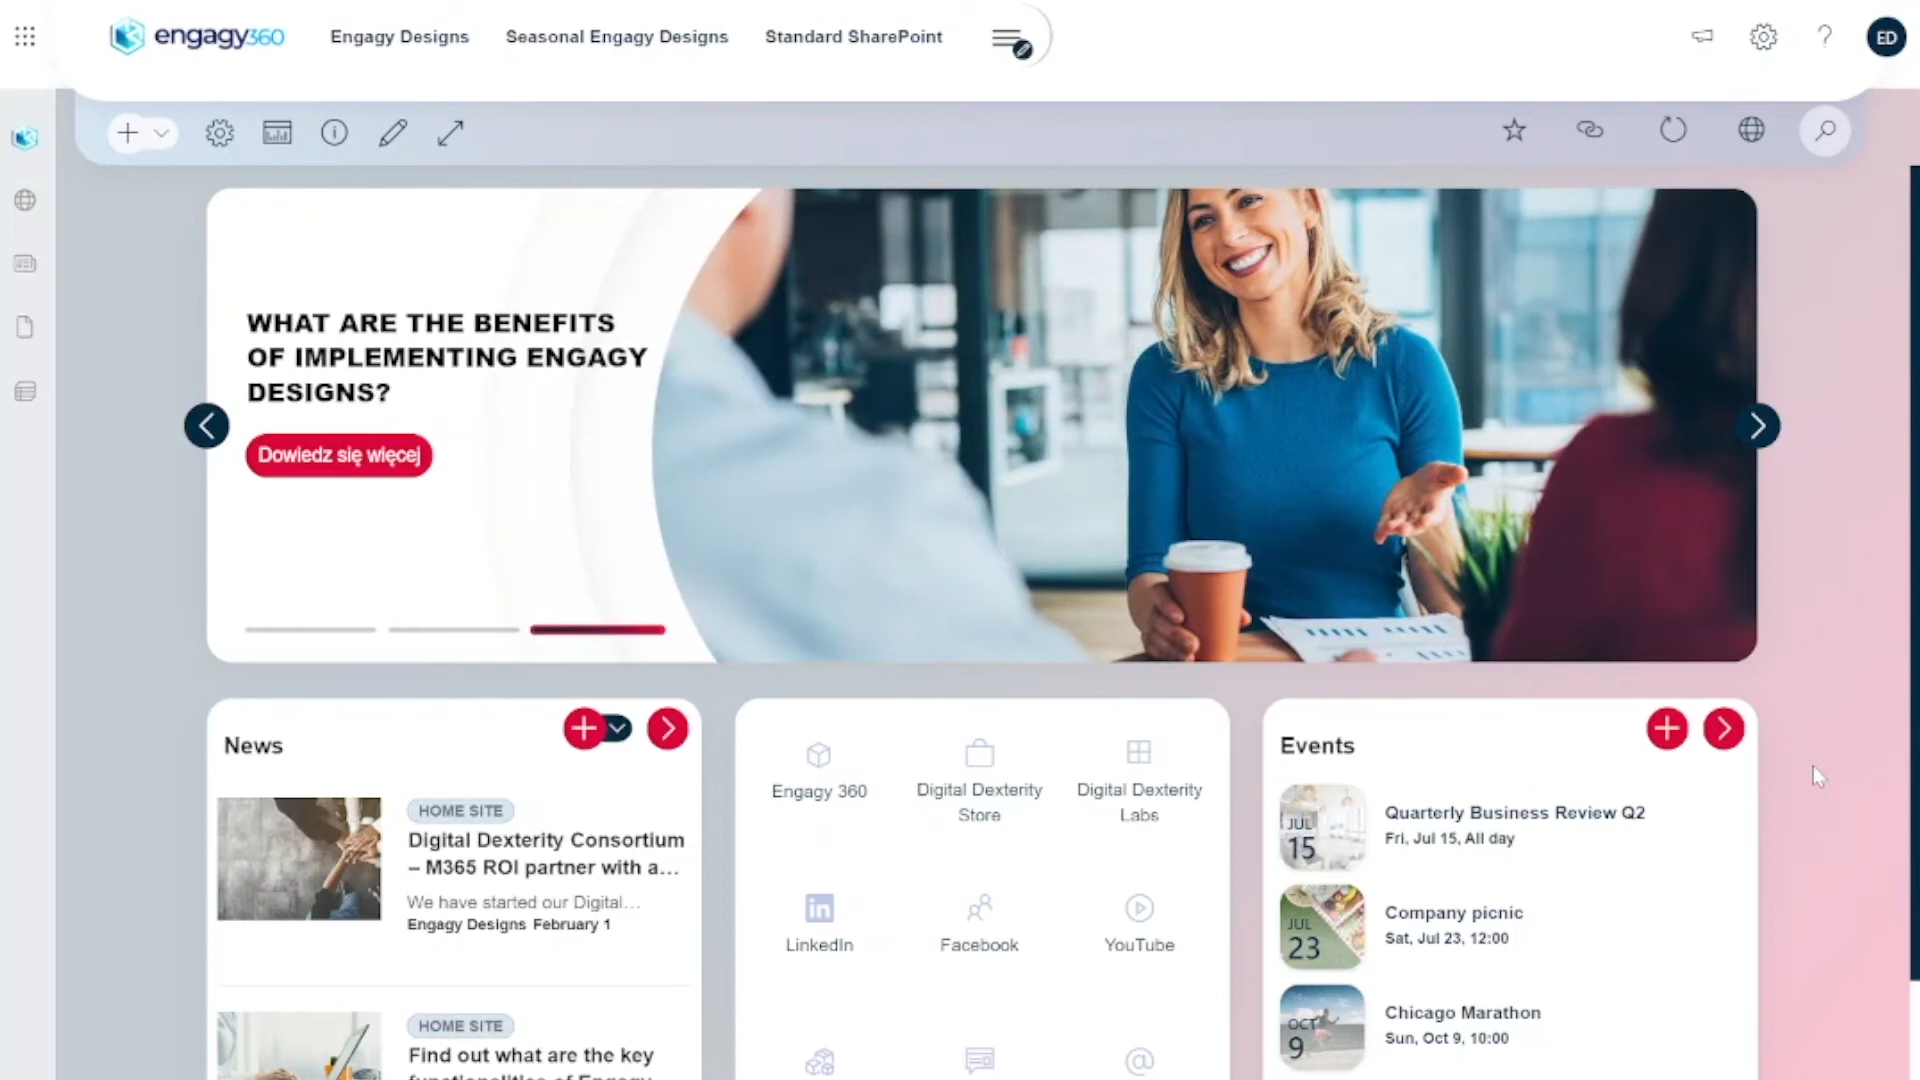 engagy360
Engagy Designs
Seasonal Engagy Designs
Standard SharePoint
ED
WHAT ARE THE BENEFITS
OF IMPLEMENTING ENGAGY
DESIGNS?
Dowiedz się więcej
News
HOME SITE
Digital Dexterity Consortium
– M365 ROI partner with a...
We have started our Digital...
Engagy Designs February 1
HOME SITE
Find out what are the key
functionalities of Engagy
Engagy 360
Digital Dexterity
Store
Digital Dexterity
Labs
LinkedIn
Facebook
YouTube
Events
JUL
15
Quarterly Business Review Q2
Fri, Jul 15, All day
JUL
23
Company picnic
Sat, Jul 23, 12:00
OCT
9
Chicago Marathon
Sun, Oct 9, 10:00